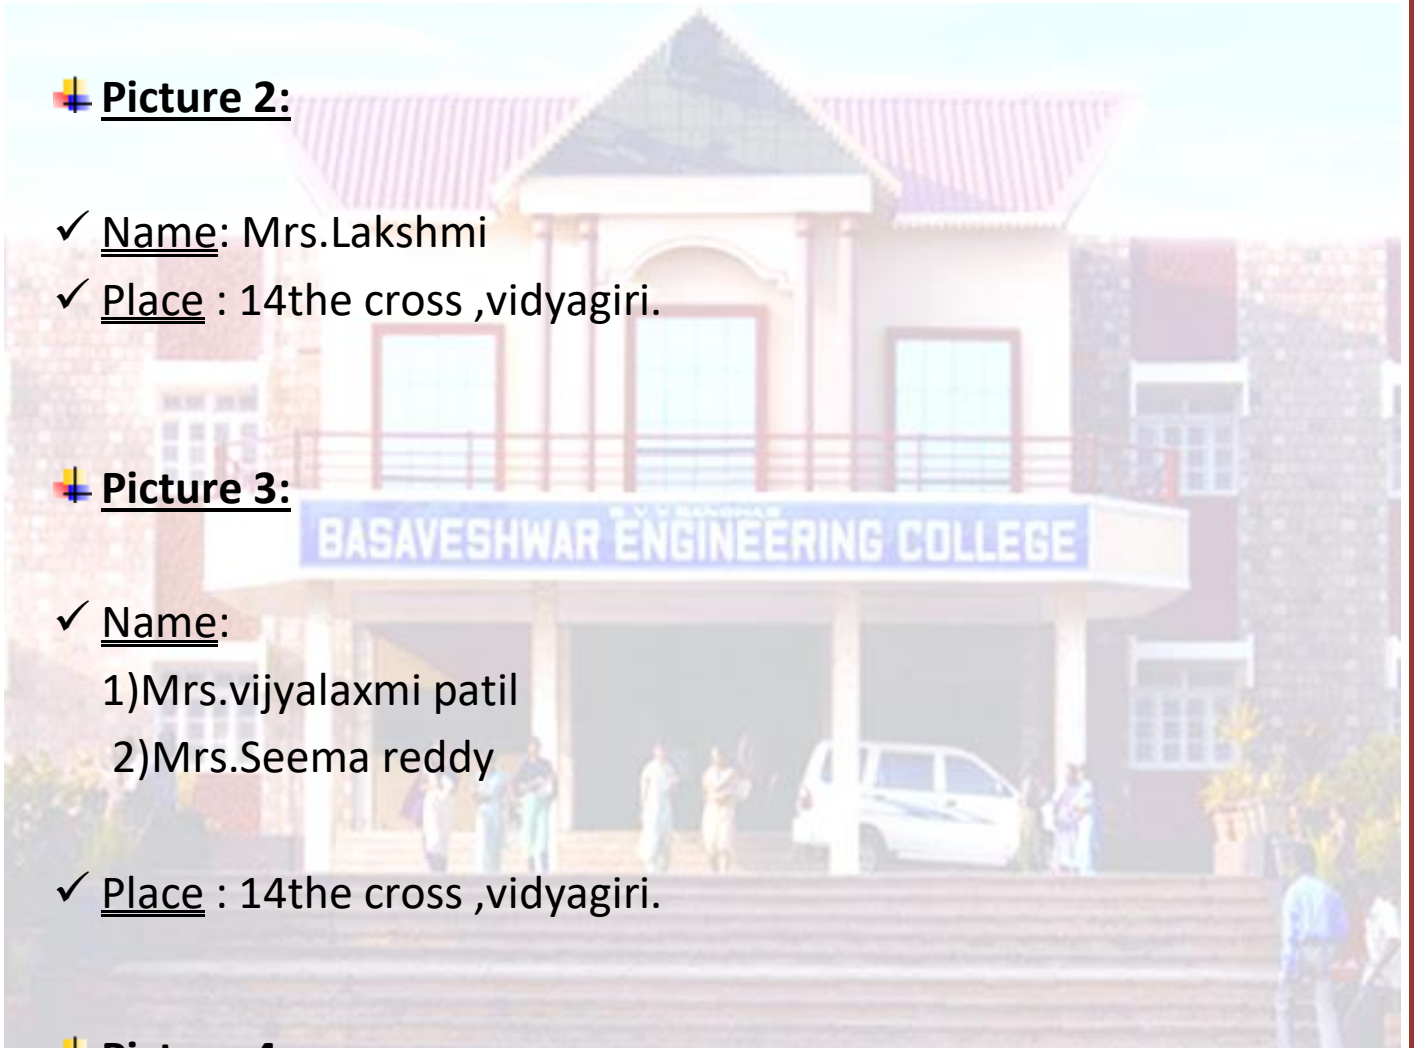 Picture 2:
✓ Name: Mrs.Lakshmi
✓ Place : 14the cross ,vidyagiri.
Picture 3:
B.V.V SANGHAS
BASAVESHWAR ENGINEERING COLLEGE
✓ Name:
1)Mrs.vijyalaxmi patil
2)Mrs.Seema reddy
✓ Place : 14the cross ,vidyagiri.